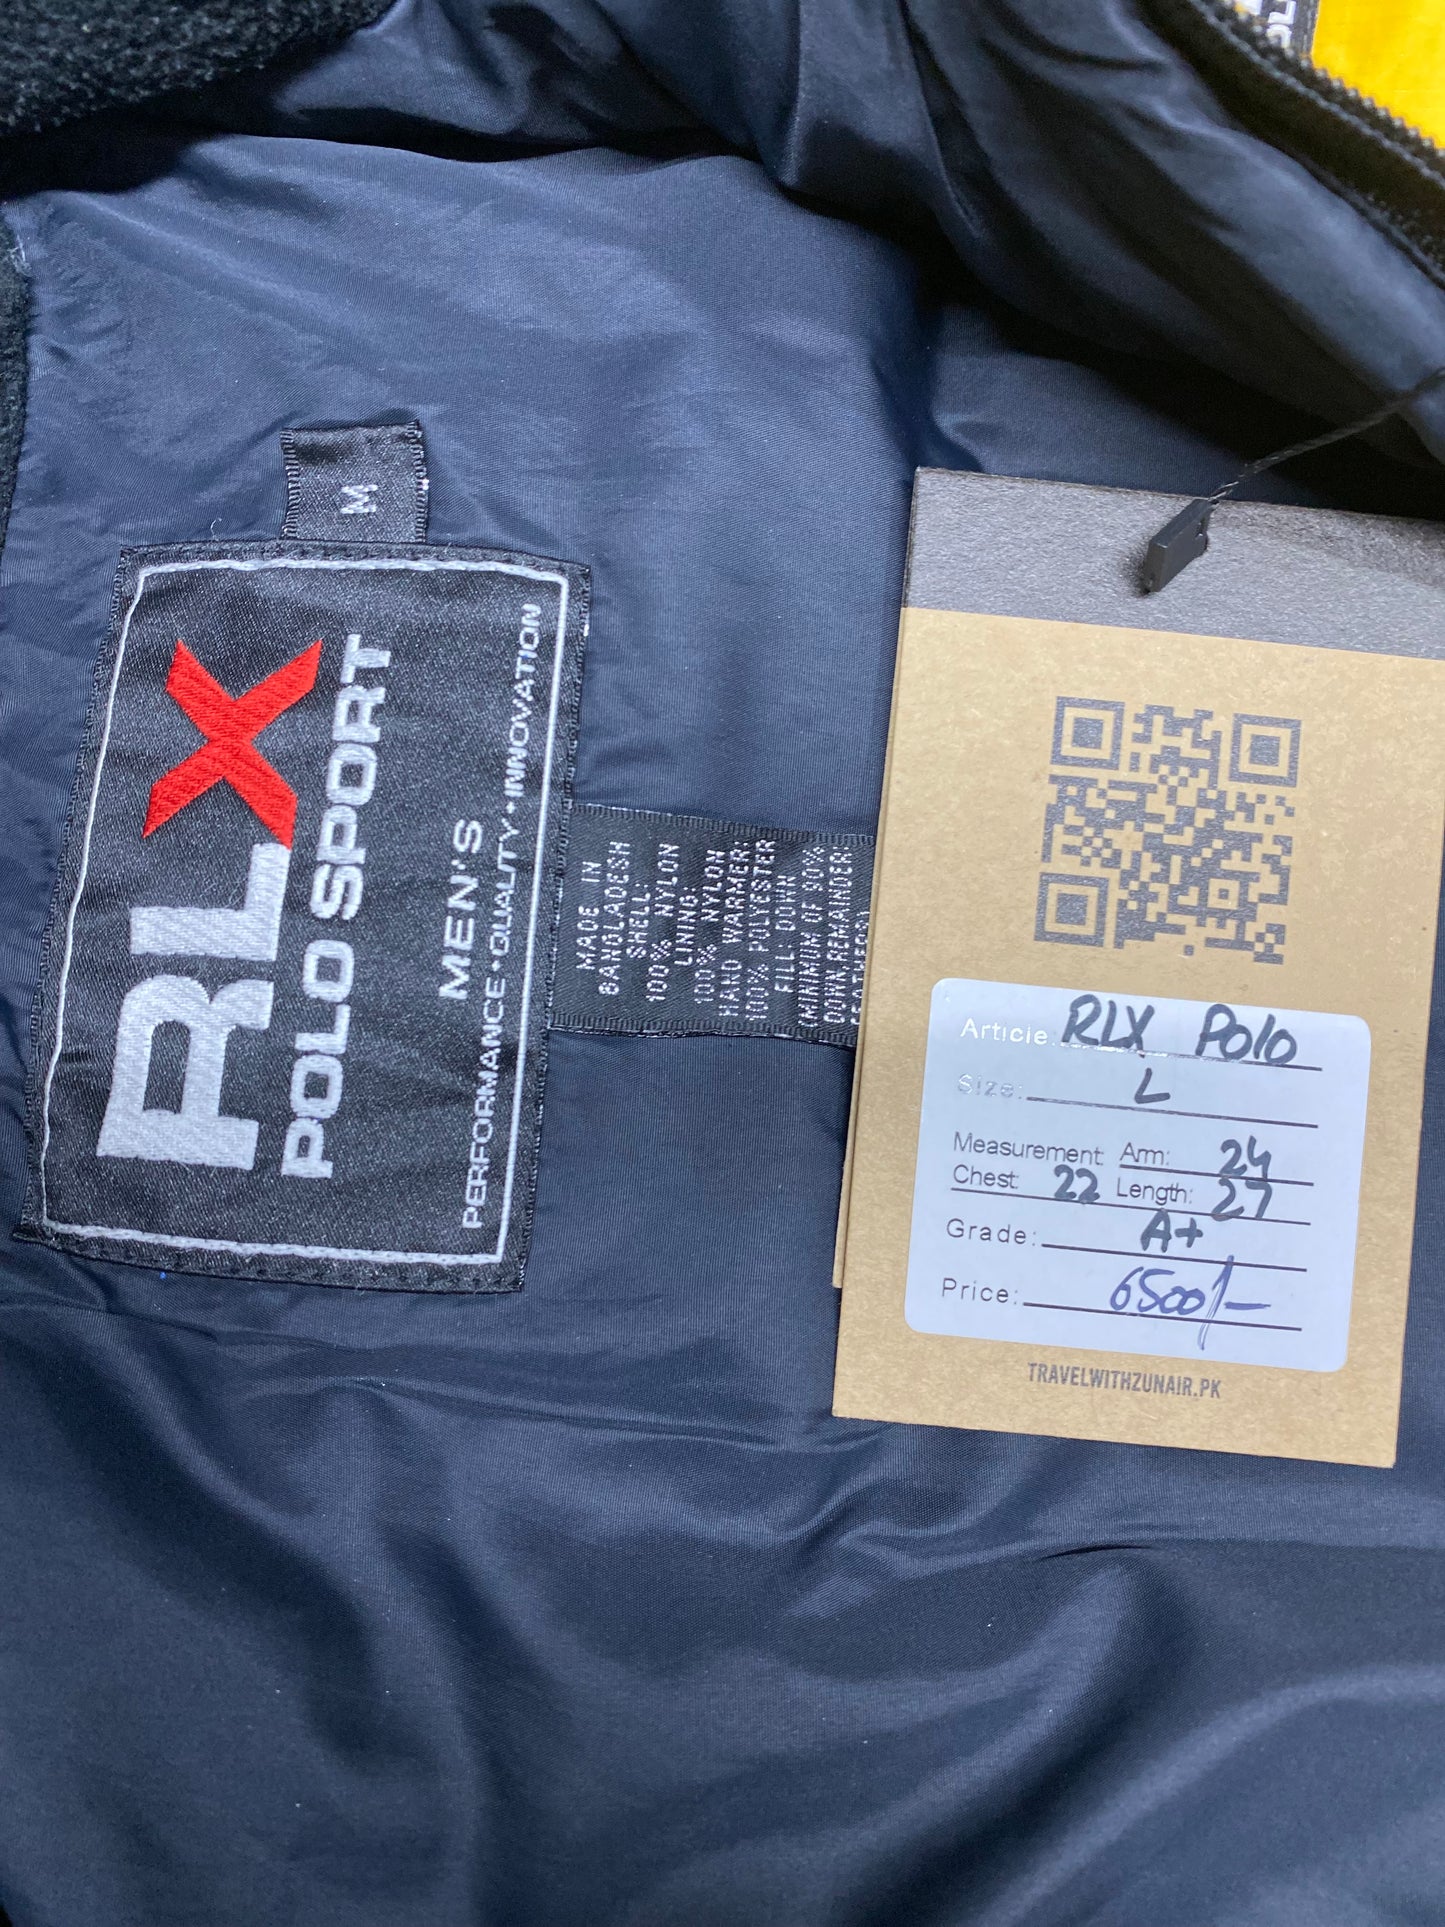 M
RLX
POLO SPORT
MEN'S
PERFORMANCE·QUALITY·INNOVATION
MADE IN
BANGLADESH
SHELL:
100% NYLON
LINING:
100% NYLON
HAND WARMER:
100% POLYESTER
FILL DOWN
(MINIMUM OF 90%
DOWN,REMAINDER
Article: RLX Polo
Size: L
Measurement: Arm: 24
Chest: 22 Length: 27
Grade: A+
Price: 6500/-
TRAVELWITHZUNAIR.PK